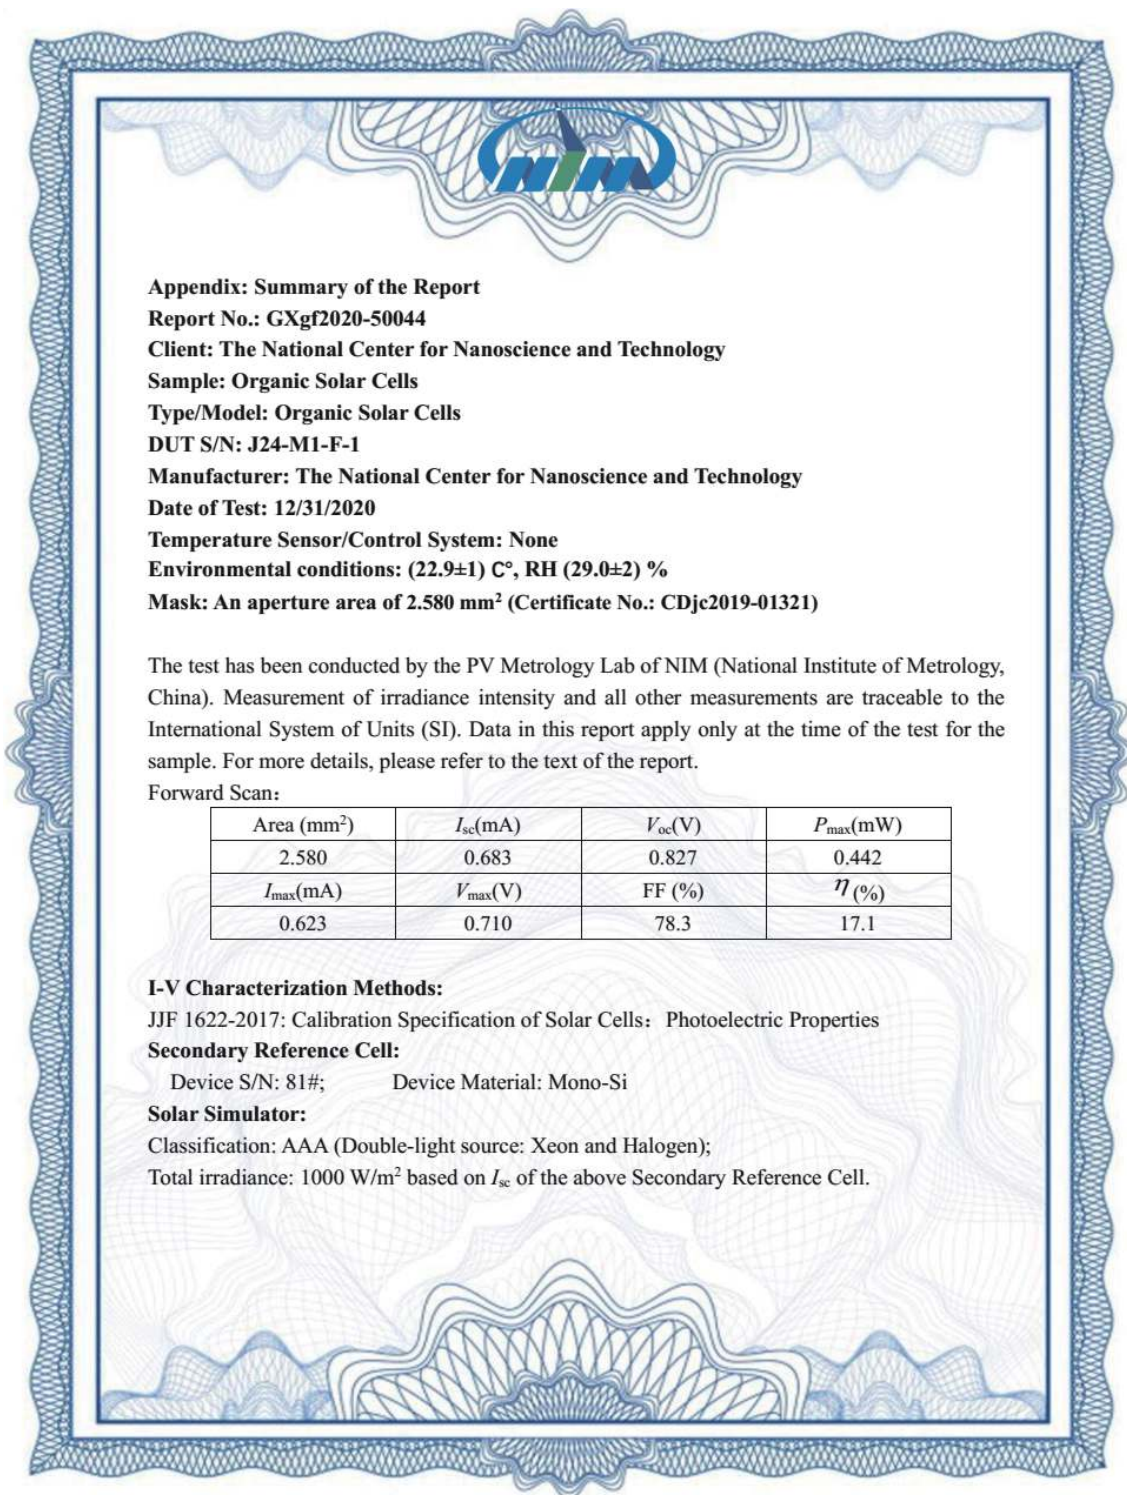 NIM
Appendix: Summary of the Report
Report No.: GXgf2020-50044
Client: The National Center for Nanoscience and Technology
Sample: Organic Solar Cells
Type/Model: Organic Solar Cells
DUT S/N: J24-M1-F-1
Manufacturer: The National Center for Nanoscience and Technology
Date of Test: 12/31/2020
Temperature Sensor/Control System: None
Environmental conditions: (22.9±1) C°, RH (29.0±2) %
Mask: An aperture area of 2.580 mm² (Certificate No.: CDjc2019-01321)
The test has been conducted by the PV Metrology Lab of NIM (National Institute of Metrology,
China). Measurement of irradiance intensity and all other measurements are traceable to the
International System of Units (SI). Data in this report apply only at the time of the test for the
sample. For more details, please refer to the text of the report.
Forward Scan：
Area (mm²) Isc(mA) Voc(V) Pmax(mW)
2.580 0.683 0.827 0.442
Imax(mA) Vmax(V) FF (%) η (%)
0.623 0.710 78.3 17.1
I-V Characterization Methods:
JJF 1622-2017: Calibration Specification of Solar Cells：Photoelectric Properties
Secondary Reference Cell:
Device S/N: 81#; Device Material: Mono-Si
Solar Simulator:
Classification: AAA (Double-light source: Xeon and Halogen);
Total irradiance: 1000 W/m² based on Isc of the above Secondary Reference Cell.